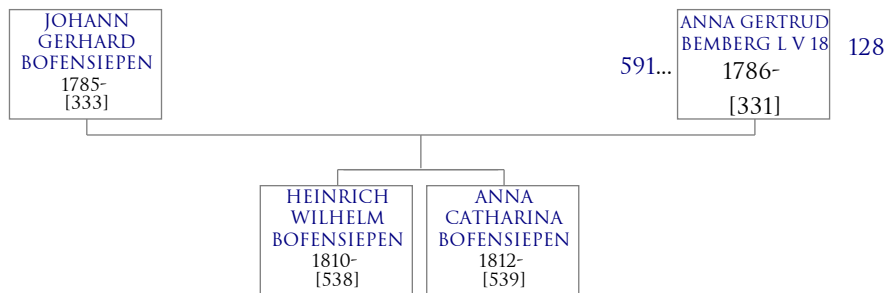 JOHANN
GERHARD
BOFENSIEPEN
1785-
[333]
591...
ANNA GERTRUD
BEMBERG L V 18
1786-
[331]
128
HEINRICH
WILHELM
BOFENSIEPEN
1810-
[538]
ANNA
CATHARINA
BOFENSIEPEN
1812-
[539]